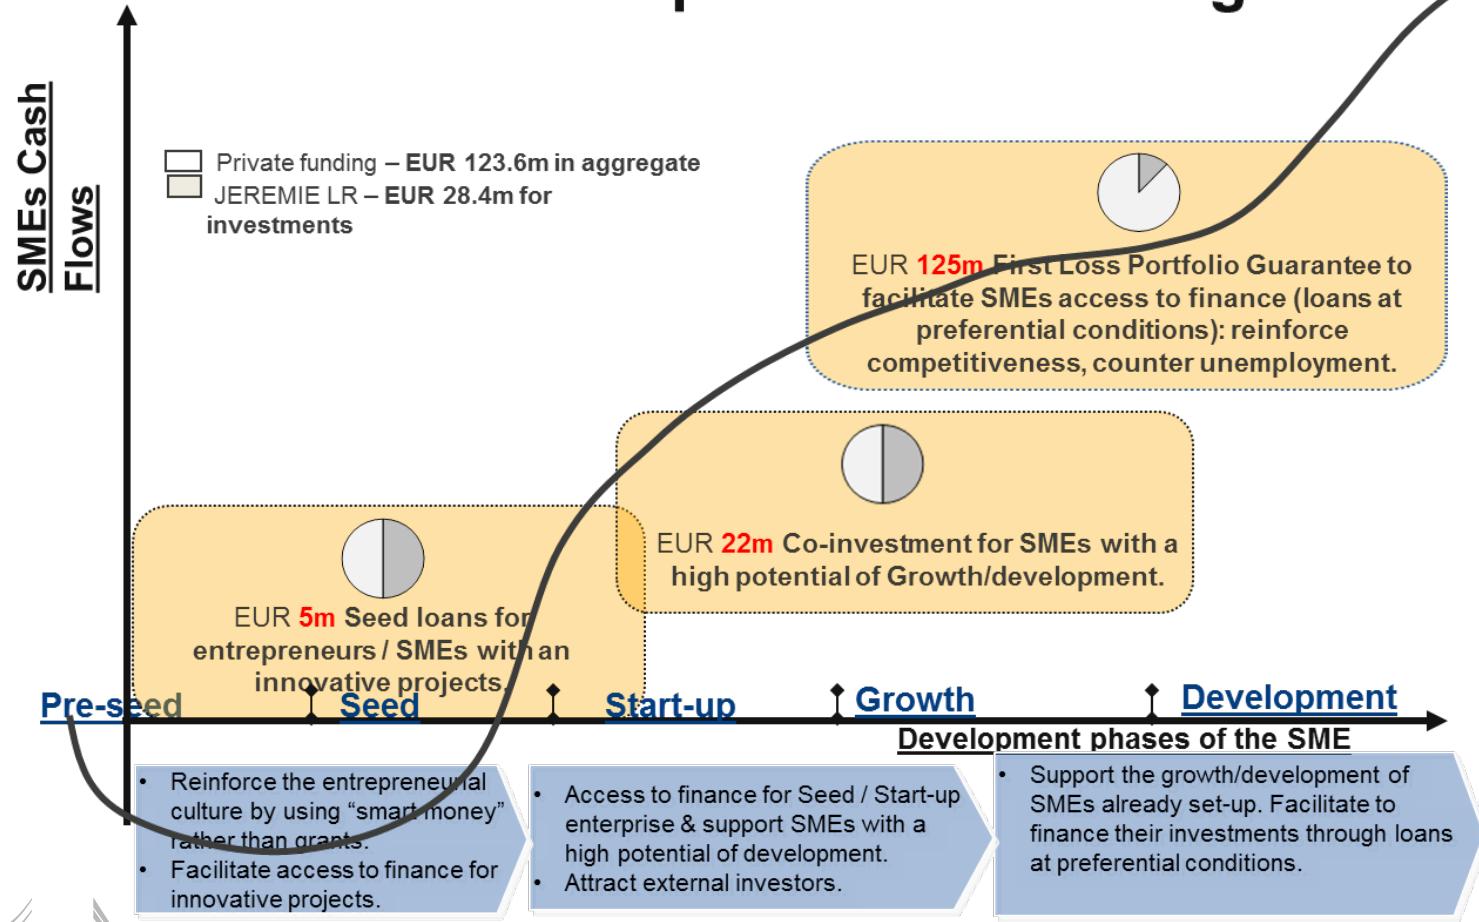 SMEs Cash
Flows
Private funding – EUR 123.6m in aggregate
JEREMIE LR – EUR 28.4m for
investments
EUR 125m First Loss Portfolio Guarantee to
facilitate SMEs access to finance (loans at
preferential conditions): reinforce
competitiveness, counter unemployment.
EUR 22m Co-investment for SMEs with a
high potential of Growth/development.
EUR 5m Seed loans for
entrepreneurs / SMEs with an
innovative projects.
Pre-seed
Seed
Start-up
Growth
Development
Development phases of the SME
• Reinforce the entrepreneurial
culture by using “smart money”
rather than grants.
• Facilitate access to finance for
innovative projects.
• Access to finance for Seed / Start-up
enterprise & support SMEs with a
high potential of development.
• Attract external investors.
• Support the growth/development of
SMEs already set-up. Facilitate to
finance their investments through loans
at preferential conditions.